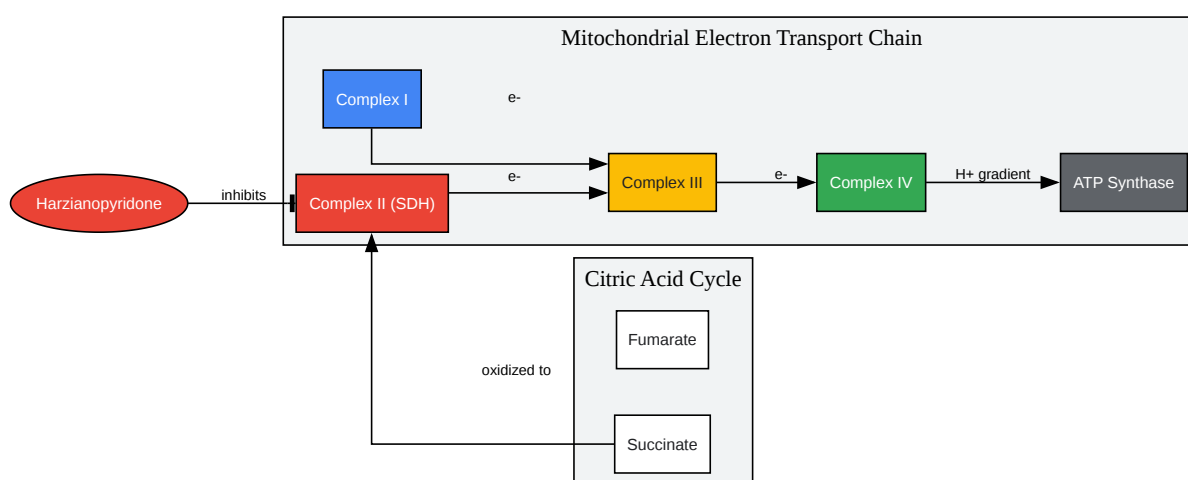 Mitochondrial Electron Transport Chain
Complex I
e-
Harzianopyridone
inhibits
Complex II (SDH)
e-
Complex III
e-
Complex IV
H+ gradient
ATP Synthase
Citric Acid Cycle
Fumarate
oxidized to
Succinate